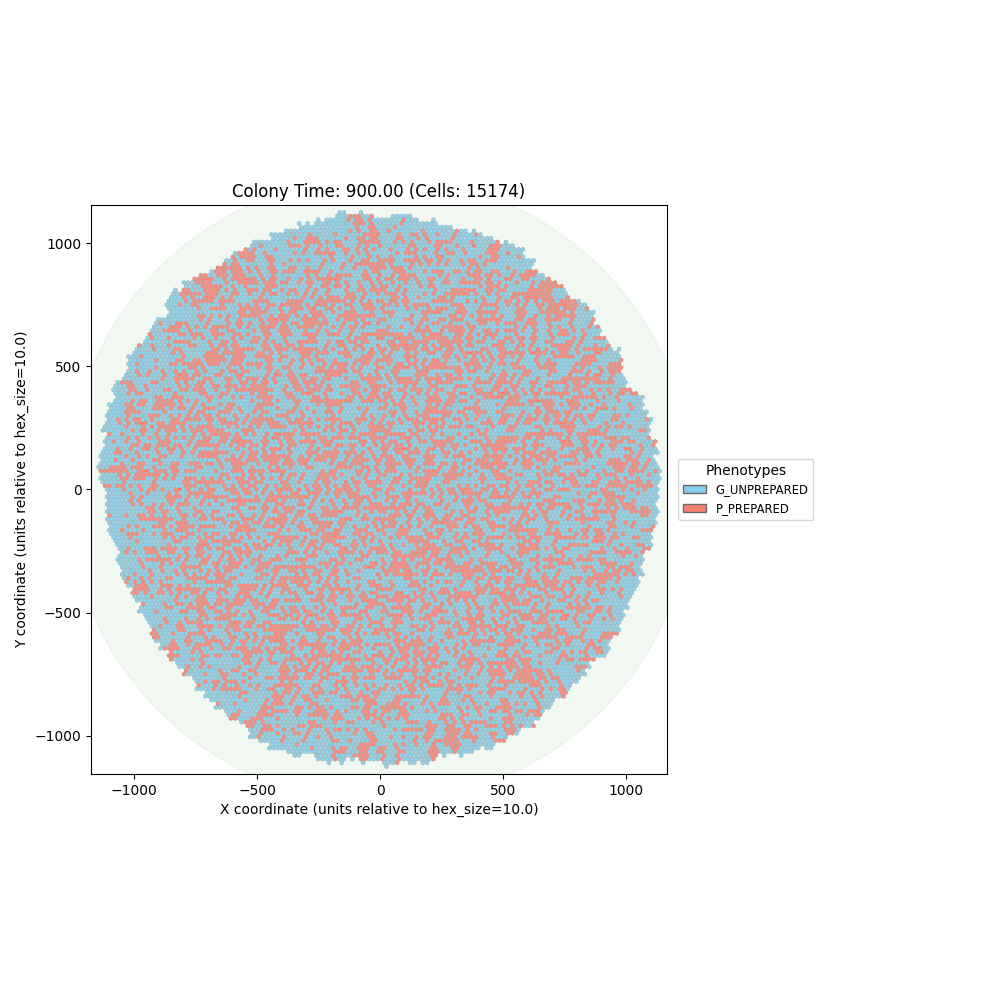 Colony Time: 900.00 (Cells: 15174)
Y coordinate (units relative to hex_size=10.0)
1000
500
0
−500
−1000
−1000
−500
0
500
1000
X coordinate (units relative to hex_size=10.0)
Phenotypes
G_UNPREPARED
P_PREPARED